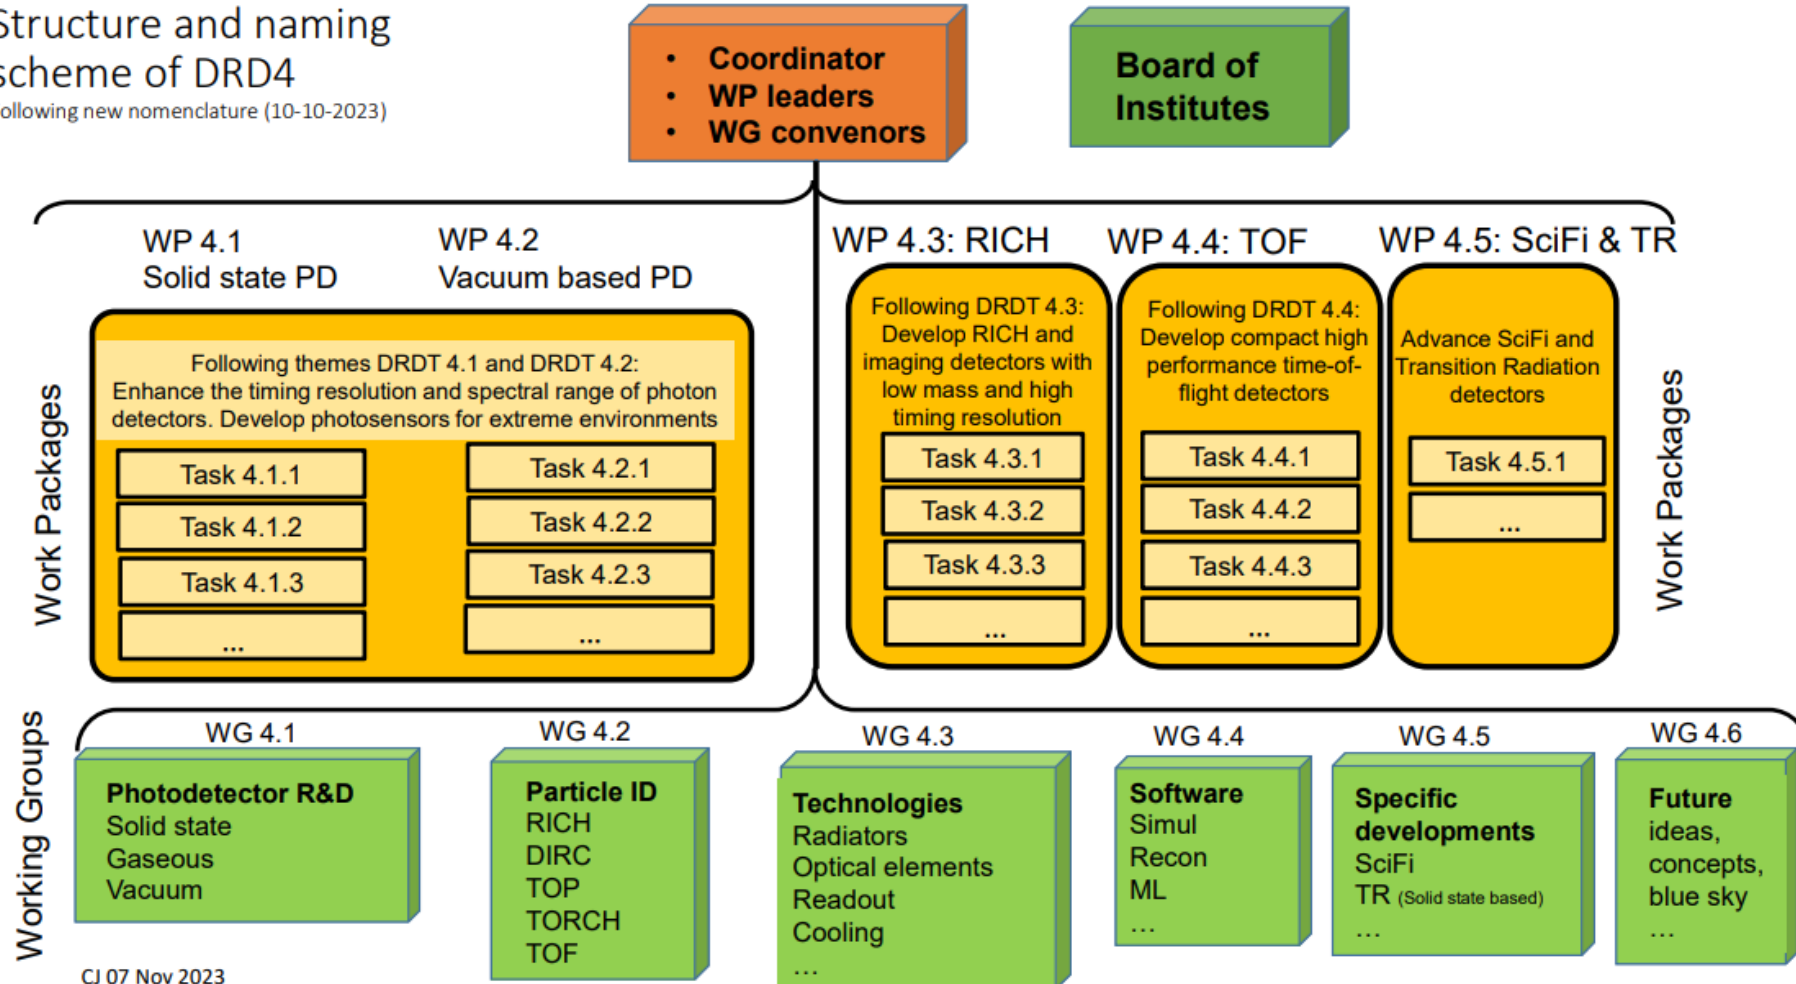 Structure and naming
scheme of DRD4
following new nomenclature (10-10-2023)
• Coordinator
• WP leaders
• WG convenors
Board of
Institutes
WP 4.1
Solid state PD
WP 4.2
Vacuum based PD
WP 4.3: RICH
WP 4.4: TOF
WP 4.5: SciFi & TR
Work Packages
Following themes DRDT 4.1 and DRDT 4.2:
Enhance the timing resolution and spectral range of photon
detectors. Develop photosensors for extreme environments
Task 4.1.1
Task 4.1.2
Task 4.1.3
...
Task 4.2.1
Task 4.2.2
Task 4.2.3
...
Following DRDT 4.3:
Develop RICH and
imaging detectors with
low mass and high
timing resolution
Task 4.3.1
Task 4.3.2
Task 4.3.3
...
Following DRDT 4.4:
Develop compact high
performance time-of-
flight detectors
Task 4.4.1
Task 4.4.2
Task 4.4.3
...
Advance SciFi and
Transition Radiation
detectors
Task 4.5.1
...
Work Packages
Working Groups
WG 4.1
Photodetector R&D
Solid state
Gaseous
Vacuum
WG 4.2
Particle ID
RICH
DIRC
TOP
TORCH
TOF
WG 4.3
Technologies
Radiators
Optical elements
Readout
Cooling
...
WG 4.4
Software
Simul
Recon
ML
...
WG 4.5
Specific
developments
SciFi
TR (Solid state based)
...
WG 4.6
Future
ideas,
concepts,
blue sky
...
CJ 07 Nov 2023